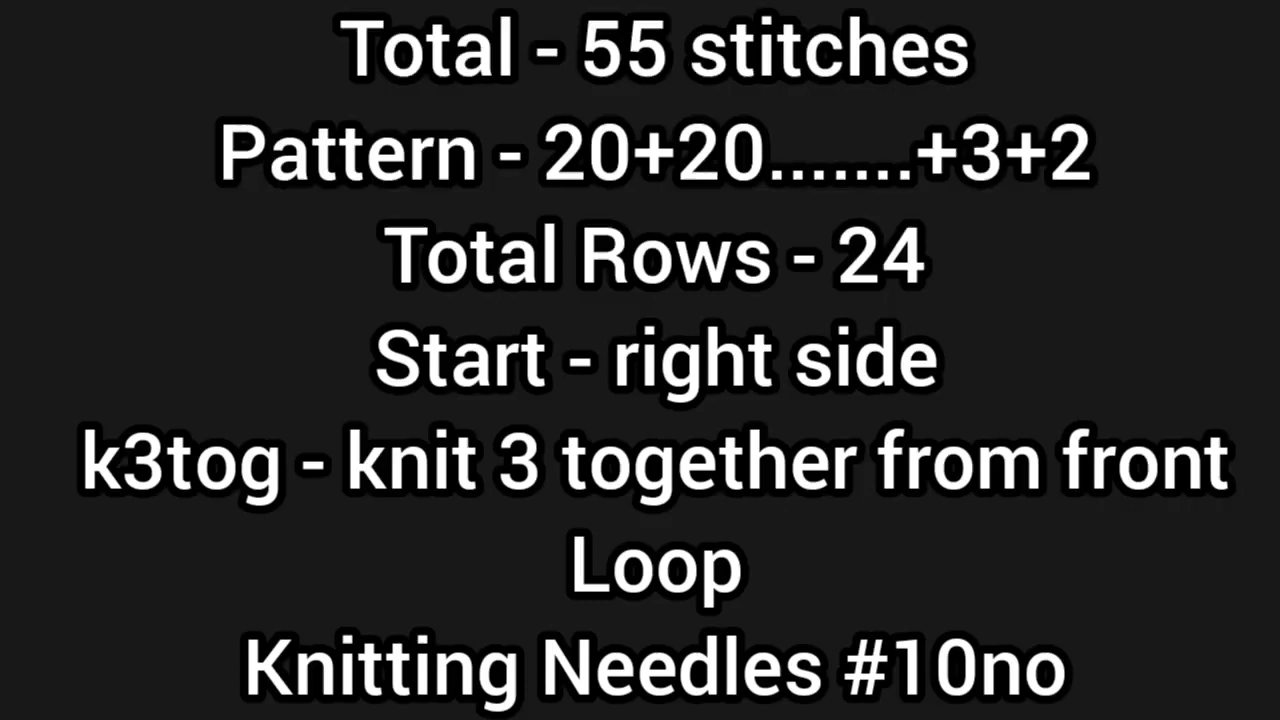 Total - 55 stitches
Pattern - 20+20.......+3+2
Total Rows - 24
Start - right side
k3tog - knit 3 together from front
Loop
Knitting Needles #10no